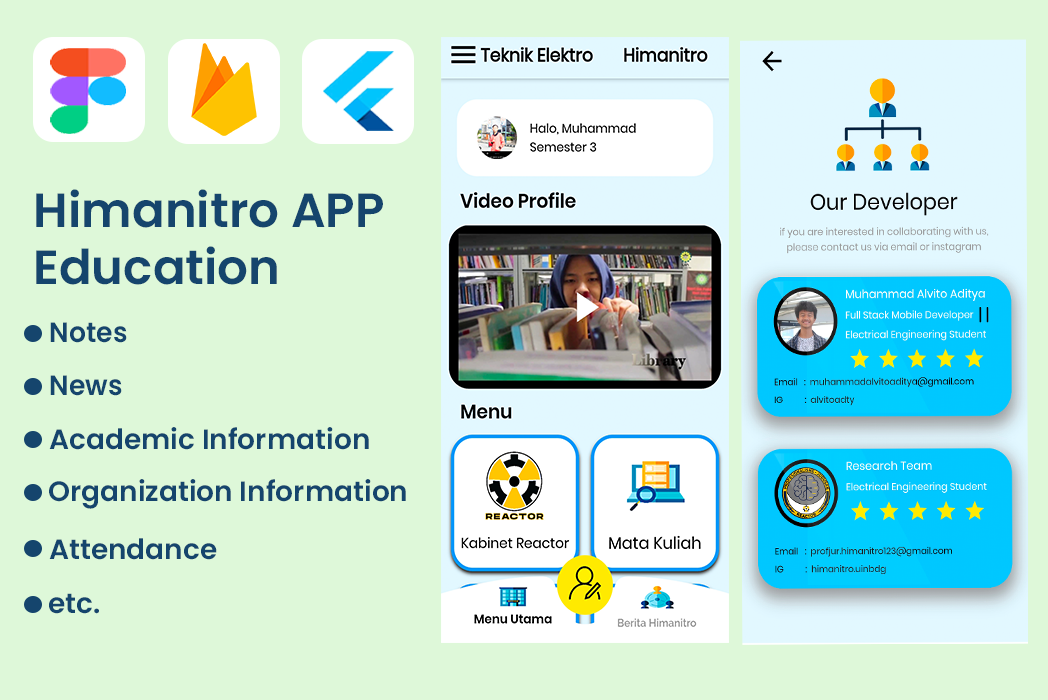 Himanitro APP
Education
Notes
News
Academic Information
Organization Information
Attendance
etc.
Teknik Elektro Himanitro
Halo, Muhammad
Semester 3
Video Profile
Library
Menu
REACTOR
Kabinet Reactor
Mata Kuliah
Menu Utama
Berita Himanitro
Our Developer
if you are interested in collaborating with us,
please contact us via email or instagram
Muhammad Alvito Aditya
Full Stack Mobile Developer ||
Electrical Engineering Student
Email : muhammadalvitoaditya@gmail.com
IG : alvitoadty
Research Team
Electrical Engineering Student
Email : profjur.himanitro123@gmail.com
IG : himanitro.uinbdg